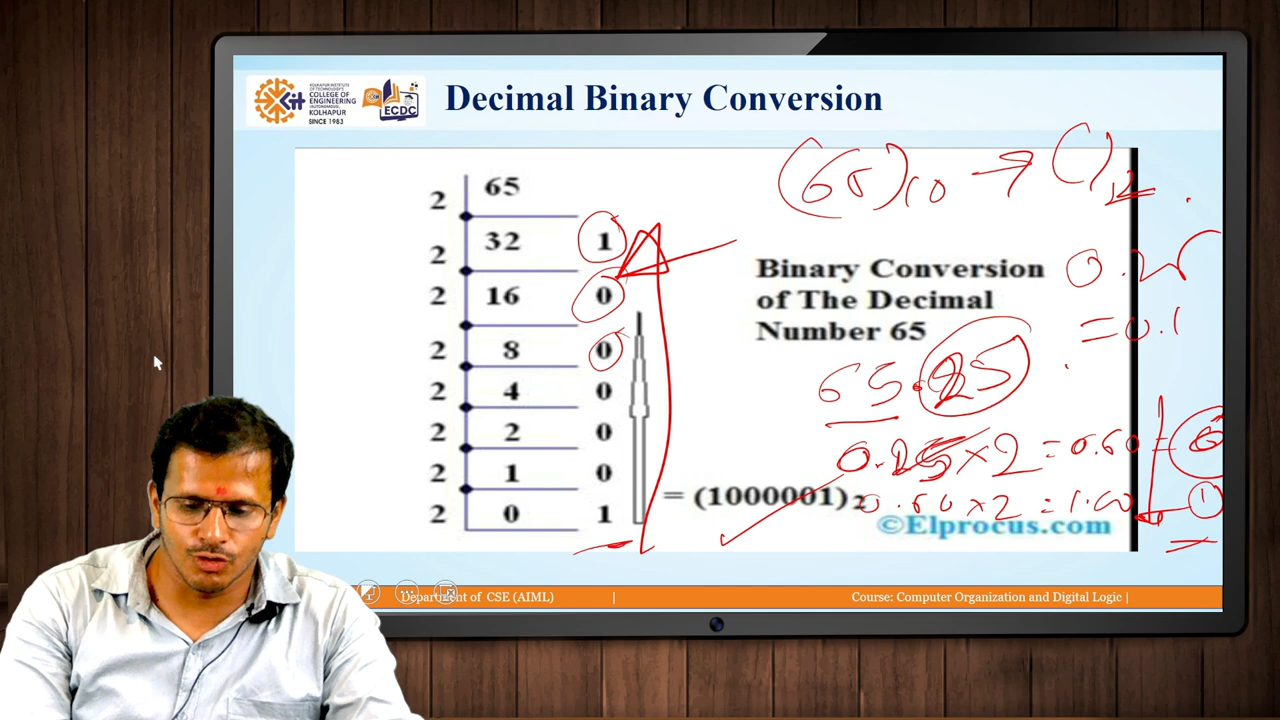 KOLHAPUR INSTITUTE
OF TECHNOLOGY'S
COLLEGE OF
ENGINEERING
(AUTONOMOUS),
KOLHAPUR
SINCE 1983
KIT
ECDC
Decimal Binary Conversion
2 65
2 32 1
2 16 0
2 8 0
2 4 0
2 2 0
2 1 0
2 0 1
= (1000001)2
(65)10 → ( )2
Binary Conversion
of The Decimal
Number 65
0.25
= 0.1
65.25
0.25 × 2 = 0.50
0.50 × 2 = 1.00
1
©Elprocus.com
Department of CSE (AIML) |
Course: Computer Organization and Digital Logic |